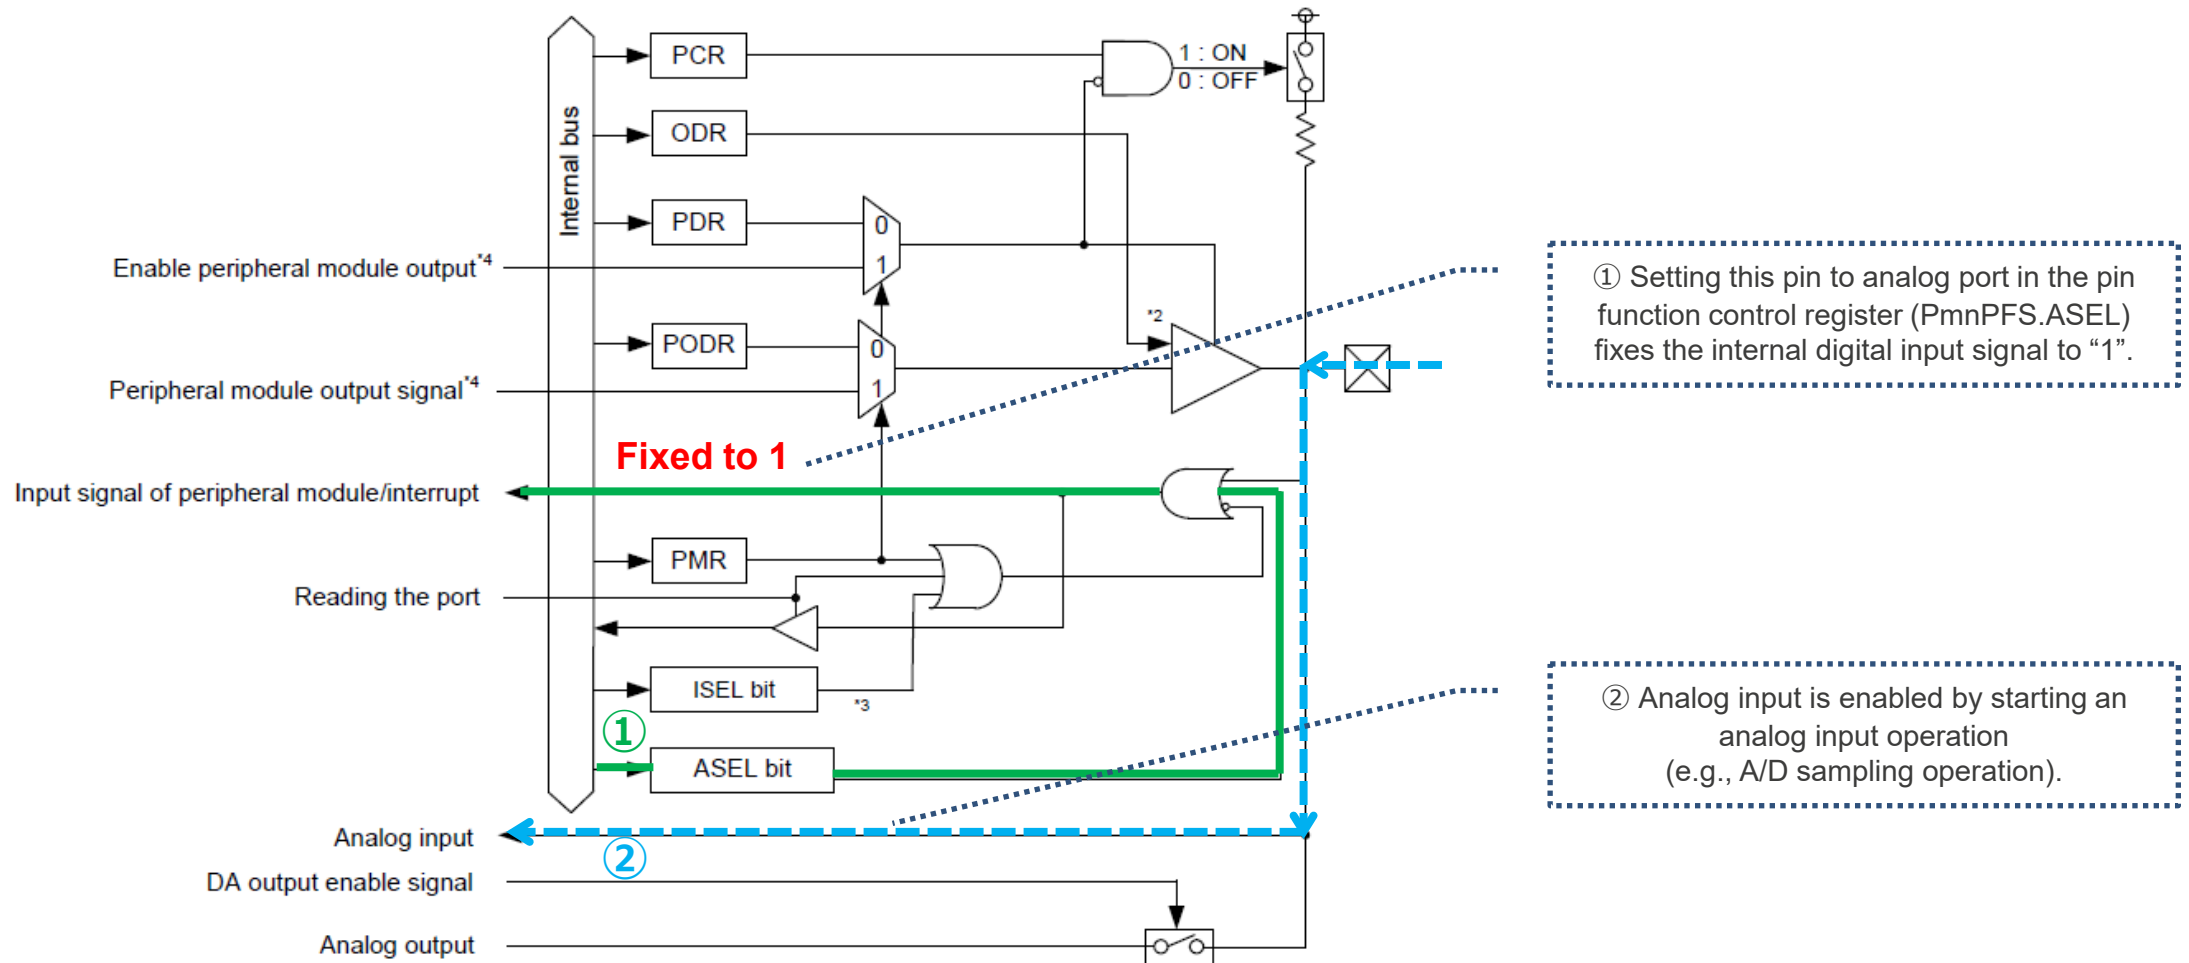 PCR
1 : ON
0 : OFF
Internal bus
ODR
PDR
0
1
Enable peripheral module output*4
① Setting this pin to analog port in the pin
function control register (PmnPFS.ASEL)
fixes the internal digital input signal to “1”.
*2
PODR
0
1
Peripheral module output signal*4
Fixed to 1
Input signal of peripheral module/interrupt
PMR
Reading the port
ISEL bit
*3
①
ASEL bit
② Analog input is enabled by starting an
analog input operation
(e.g., A/D sampling operation).
Analog input
②
DA output enable signal
Analog output